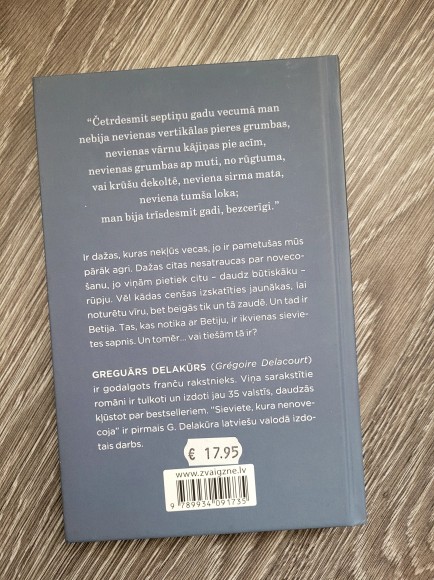 “Četrdesmit septiņu gadu vecumā man
nebija nevienas vertikālas pieres grumbas,
nevienas vārnu kājiņas pie acīm,
nevienas grumbas ap muti, no rūgtuma,
vai krūšu dekoltē, neviena sirma mata,
neviena tumša loka;
man bija trīsdesmit gadi, bezcerīgi.”
Ir dažas, kuras nekļūs vecas, jo ir pametušas mūs
pārāk agri. Dažas citas nesatraucas par noveco-
šanu, jo viņām pietiek citu – daudz būtiskāku –
rūpju. Vēl kādas cenšas izskatīties jaunākas, lai
noturētu vīru, bet beigās tik un tā zaudē. Un tad ir
Betija. Tas, kas notika ar Betiju, ir ikvienas sievie-
tes sapnis. Un tomēr... vai tiešām tā ir?
GREGUĀRS DELAKŪRS (Grégoire Delacourt)
ir godalgots franču rakstnieks. Viņa sarakstītie
romāni ir tulkoti un izdoti jau 35 valstīs, daudzās
kļūstot par bestselleriem. "Sieviete, kura nenove-
coja" ir pirmais G. Delakūra latviešu valodā izdo-
tais darbs.
€ 17.95
www.zvaigzne.lv
9 789934 091735